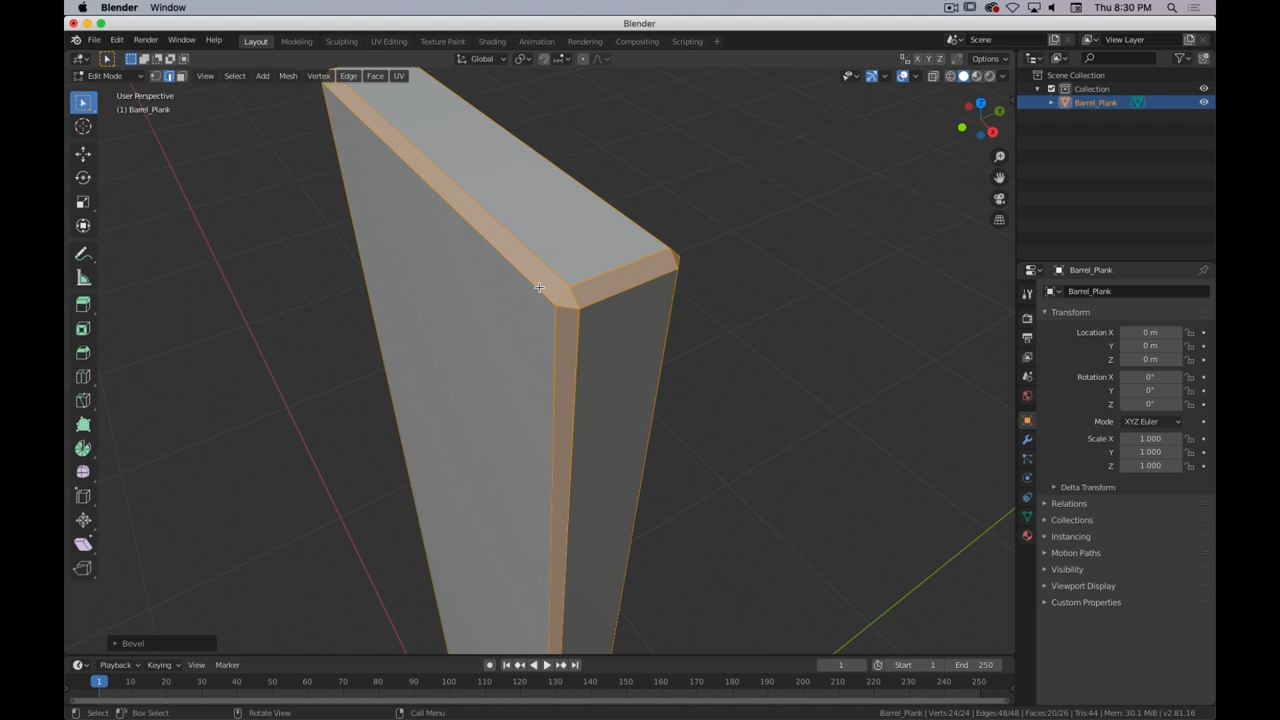 Blender Window Thu 8:30 PM
Blender
File Edit Render Window Help Layout Modeling Sculpting UV Editing Texture Paint Shading Animation Rendering Compositing Scripting + Scene View Layer
Global X Y Z Options
Edit Mode View Select Add Mesh Vertex Edge Face UV
User Perspective
(1) Barrel_Plank
Z
Y
X
Scene Collection
Collection
Barrel_Plank
Barrel_Plank
Barrel_Plank
Transform
Location X 0 m
Y 0 m
Z 0 m
Rotation X 0°
Y 0°
Z 0°
Mode XYZ Euler
Scale X 1.000
Y 1.000
Z 1.000
Delta Transform
Relations
Collections
Instancing
Motion Paths
Visibility
Viewport Display
Custom Properties
Bevel
Playback Keying View Marker 1 Start 1 End 250
1 10 20 30 40 50 60 70 80 90 100 110 120 130 140 150 160 170 180 190 200 210 220 230 240 250
Select Box Select Rotate View Call Menu Barrel_Plank | Verts:24/24 | Edges:48/48 | Faces:20/26 | Tris:44 | Mem: 30.1 MiB | v2.81.16